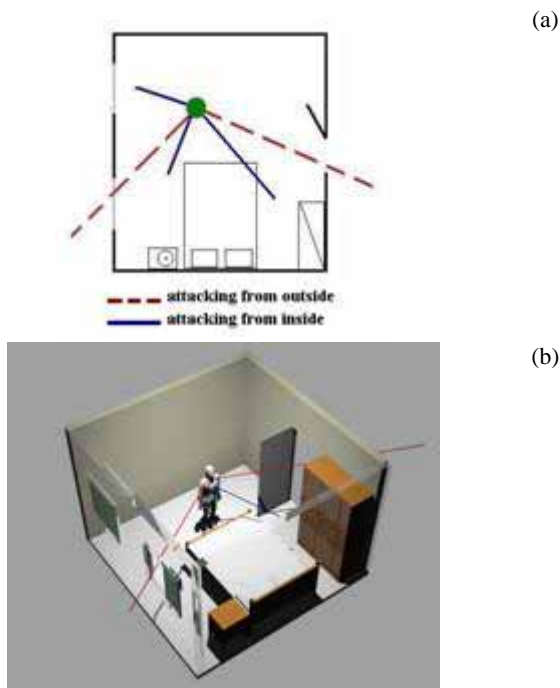 (a)
attacking from outside
attacking from inside
(b)